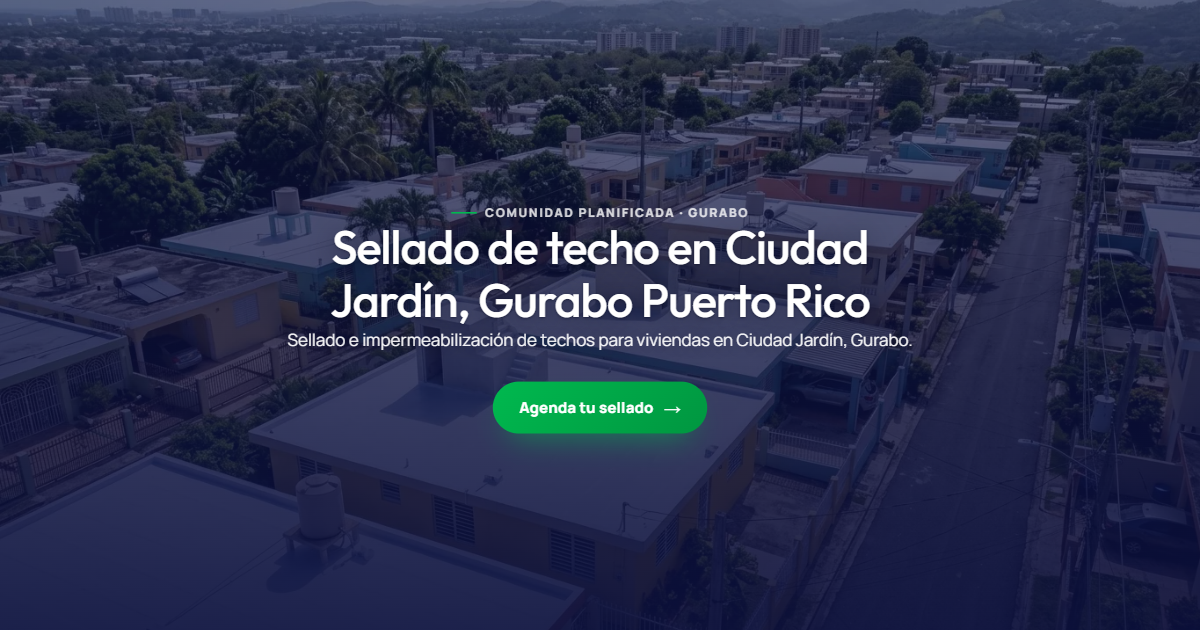 COMUNIDAD PLANIFICADA · GURABO
Sellado de techo en Ciudad
Jardín, Gurabo Puerto Rico
Sellado e impermeabilización de techos para viviendas en Ciudad Jardín, Gurabo.
Agenda tu sellado →